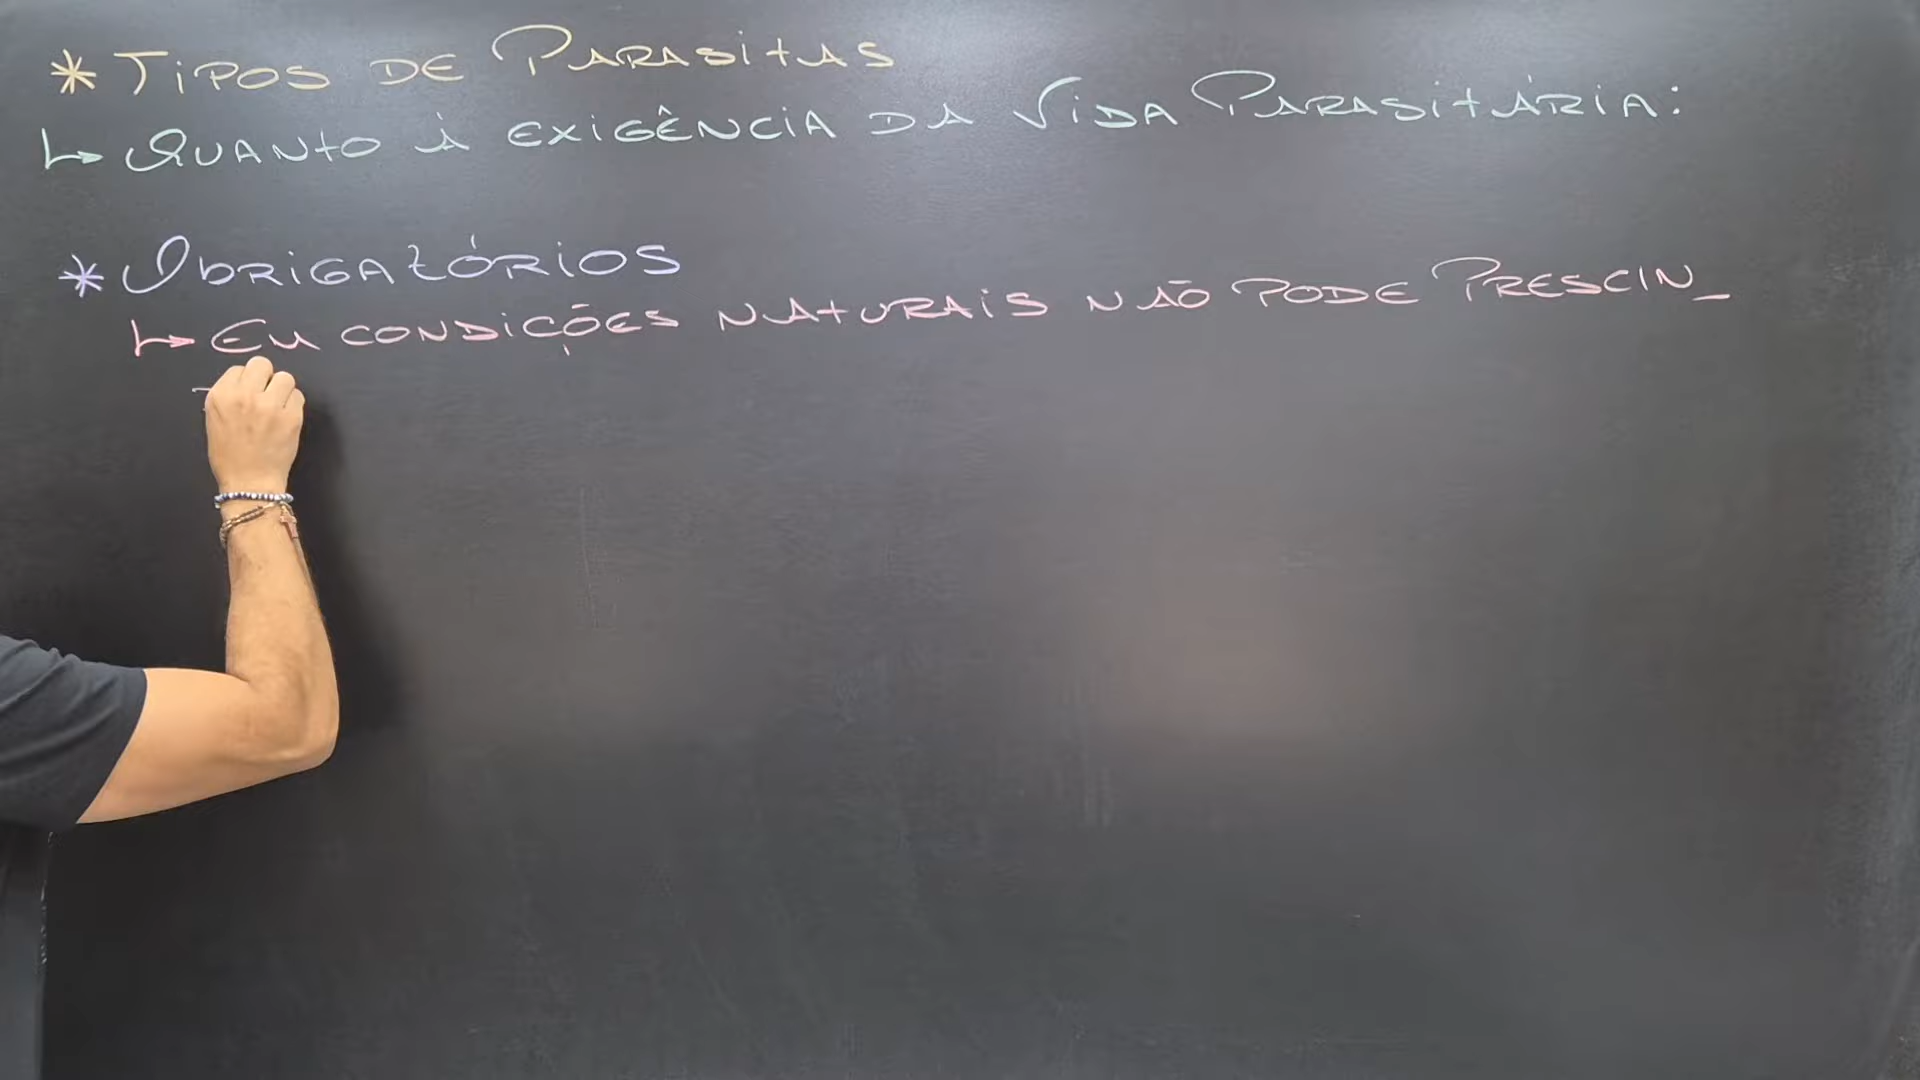 * Tipos de Parasitas
↳ Quanto à exigência da vida parasitária:
* Obrigatórios
↳ Em condições naturais não pode prescin_